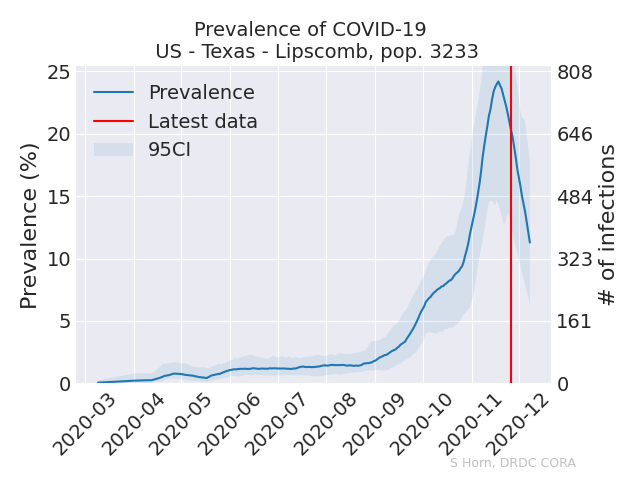 Prevalence of COVID-19
US - Texas - Lipscomb, pop. 3233
Prevalence
Latest data
95CI
Prevalence (%)
25
20
15
10
5
0
808
646
484
323
161
0
# of infections
2020-03
2020-04
2020-05
2020-06
2020-07
2020-08
2020-09
2020-10
2020-11
2020-12
S Horn, DRDC CORA